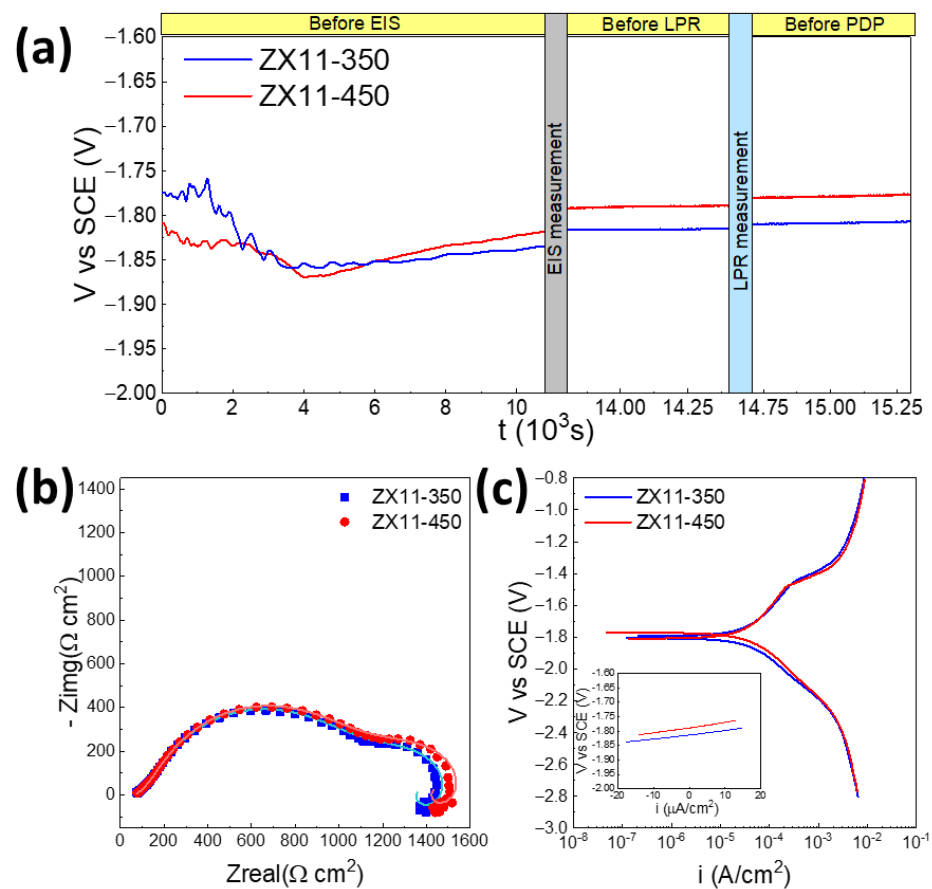 (a)
Before EIS Before LPR Before PDP
−1.60
−1.65
−1.70
−1.75
−1.80
−1.85
−1.90
−1.95
−2.00
V vs SCE (V)
ZX11-350
ZX11-450
EIS measurement
LPR measurement
0 2 4 6 8 10 14.00 14.25 14.75 15.00 15.25
t (10³s)
(b)
1400
1200
1000
800
600
400
200
0
- Zimg(Ω cm²)
ZX11-350
ZX11-450
0 200 400 600 800 1000 1200 1400 1600
Zreal(Ω cm²)
(c)
−0.8
−1.0
−1.2
−1.4
−1.6
−1.8
−2.0
−2.2
−2.4
−2.6
−2.8
−3.0
V vs SCE (V)
ZX11-350
ZX11-450
−1.60
−1.65
−1.70
−1.75
−1.80
−1.85
−1.90
−1.95
−2.00
V vs SCE (V)
−20 −10 0 10 20
i (μA/cm²)
10⁻⁸ 10⁻⁷ 10⁻⁶ 10⁻⁵ 10⁻⁴ 10⁻³ 10⁻² 10⁻¹
i (A/cm²)